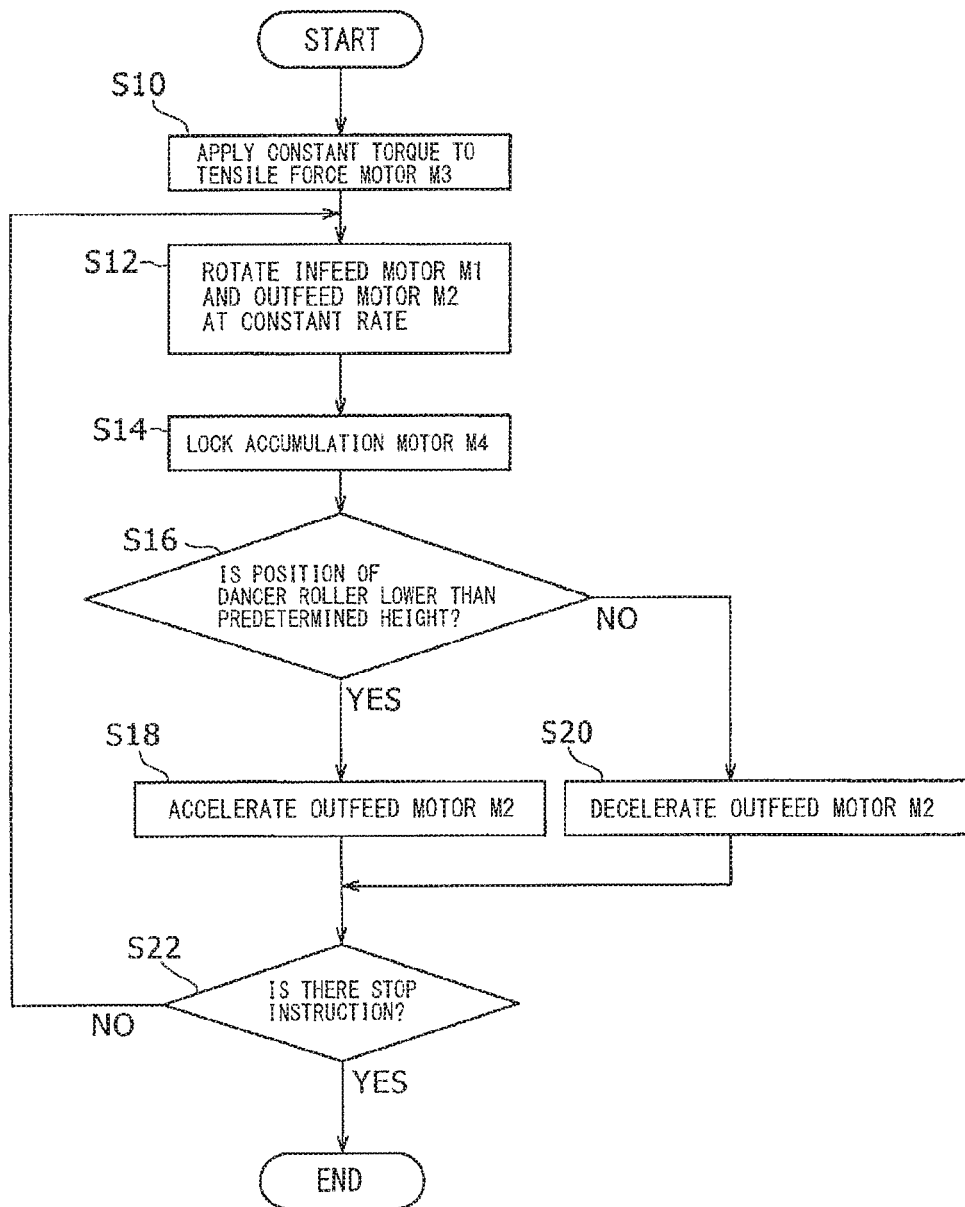 START
S10
APPLY CONSTANT TORQUE TO
TENSILE FORCE MOTOR M3
S12
ROTATE INFEED MOTOR M1
AND OUTFEED MOTOR M2
AT CONSTANT RATE
S14
LOCK ACCUMULATION MOTOR M4
S16
IS POSITION OF
DANCER ROLLER LOWER THAN
PREDETERMINED HEIGHT?
NO
YES
S18
ACCELERATE OUTFEED MOTOR M2
S20
DECELERATE OUTFEED MOTOR M2
S22
IS THERE STOP
INSTRUCTION?
NO
YES
END